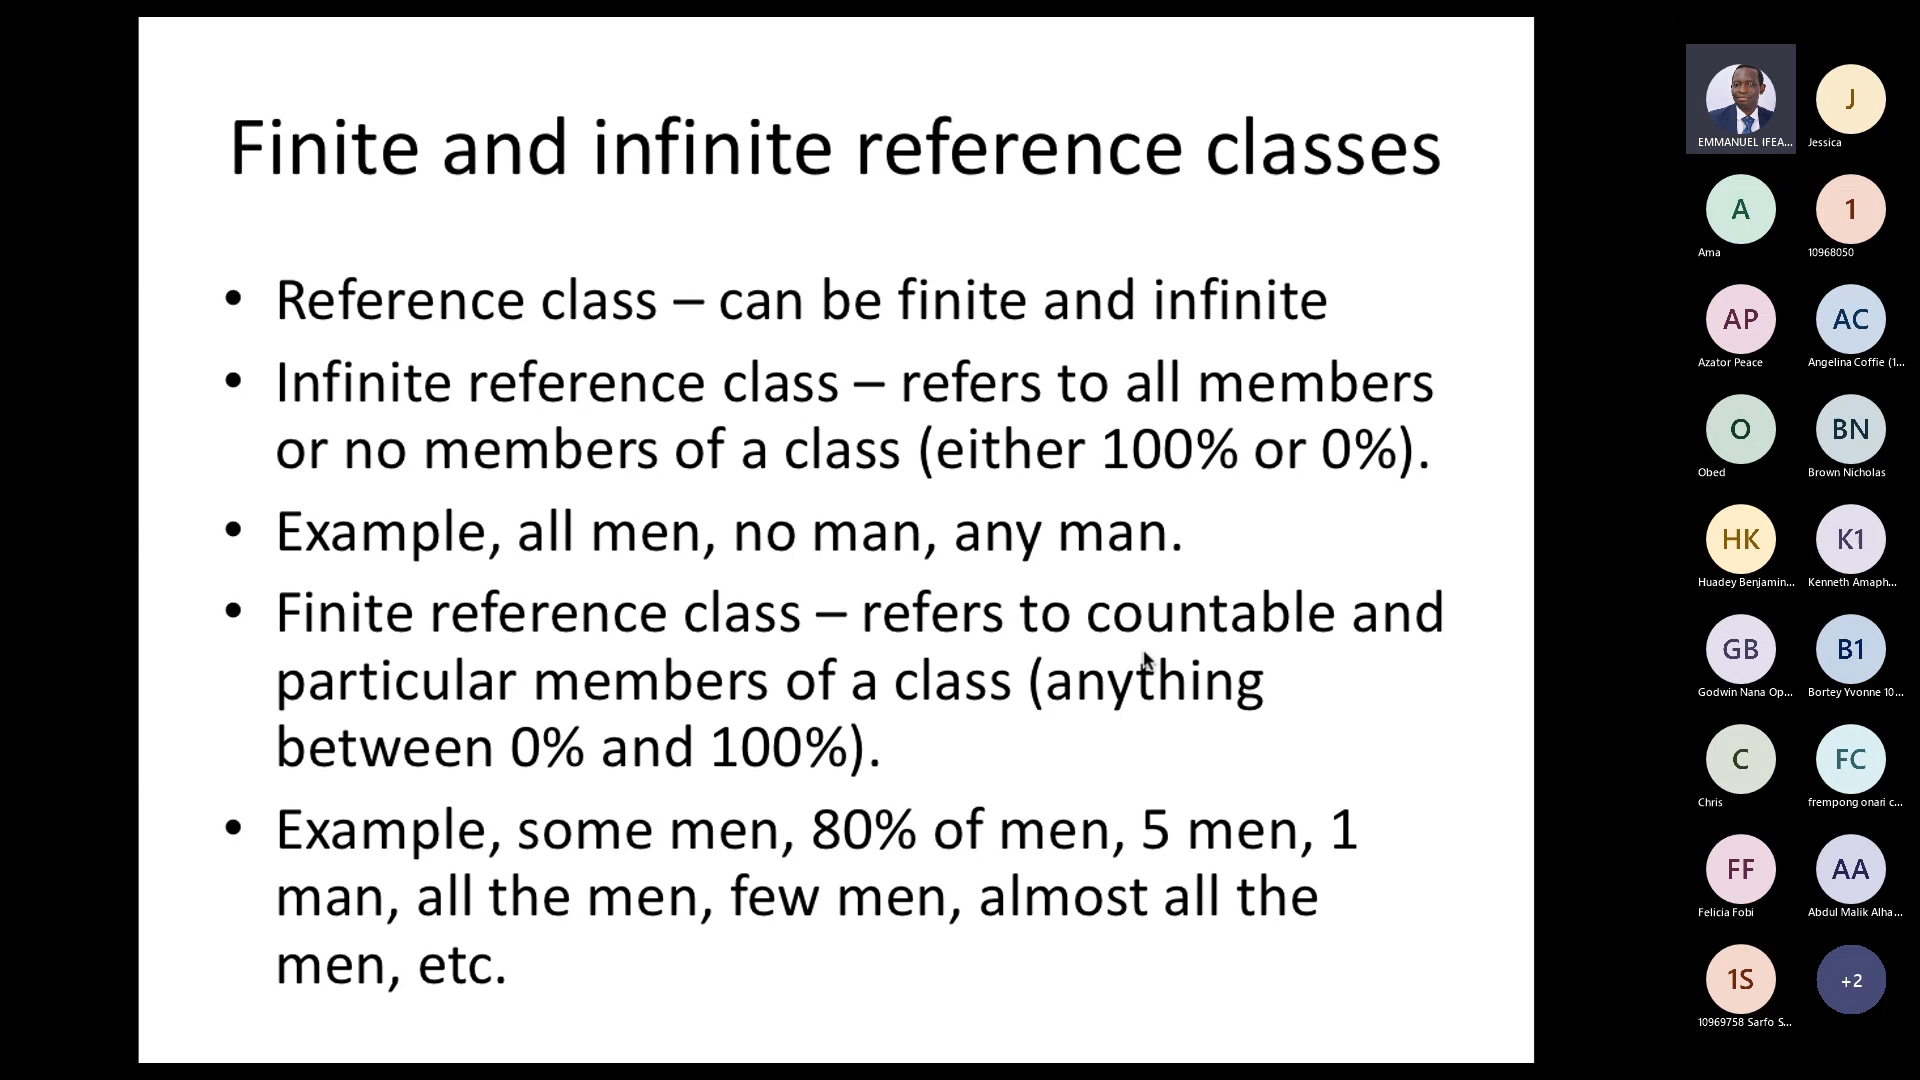 Finite and infinite reference classes
• Reference class – can be finite and infinite
• Infinite reference class – refers to all members
or no members of a class (either 100% or 0%).
• Example, all men, no man, any man.
• Finite reference class – refers to countable and
particular members of a class (anything
between 0% and 100%).
• Example, some men, 80% of men, 5 men, 1
man, all the men, few men, almost all the
men, etc.
EMMANUEL IFEA...
J
Jessica
A
Ama
1
10968050
AP
Azator Peace
AC
Angelina Coffie (1...
O
Obed
BN
Brown Nicholas
HK
Huadey Benjamin...
K1
Kenneth Amaph...
GB
Godwin Nana Op...
B1
Bortey Yvonne 10...
C
Chris
FC
frempong onari c...
FF
Felicia Fobi
AA
Abdul Malik Alha...
1S
10969758 Sarfo S...
+2